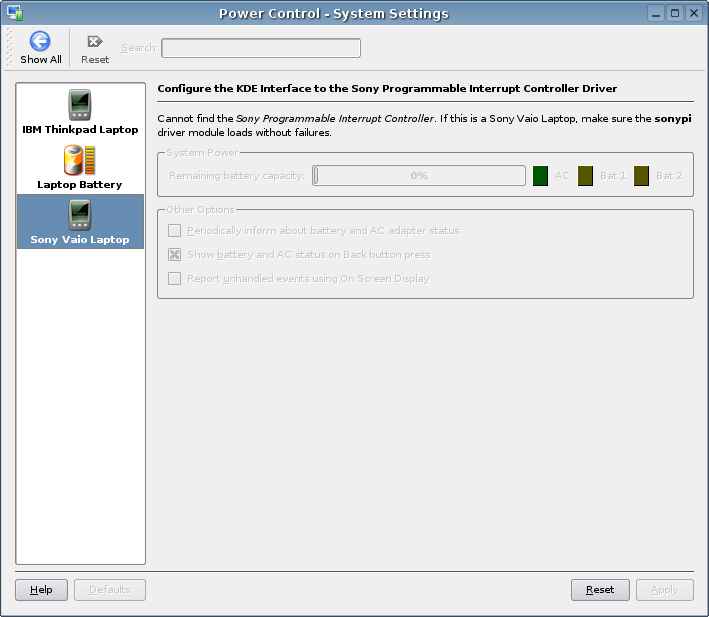 Power Control - System Settings
Show All
Reset
Search:
IBM Thinkpad Laptop
Laptop Battery
Sony Vaio Laptop
Configure the KDE Interface to the Sony Programmable Interrupt Controller Driver
Cannot find the Sony Programmable Interrupt Controller. If this is a Sony Vaio Laptop, make sure the sonypi
driver module loads without failures.
System Power
Remaining battery capacity: 0% AC Bat 1 Bat 2
Other Options
Periodically inform about battery and AC adapter status
Show battery and AC status on Back button press
Report unhandled events using On Screen Display
Help Defaults Reset Apply